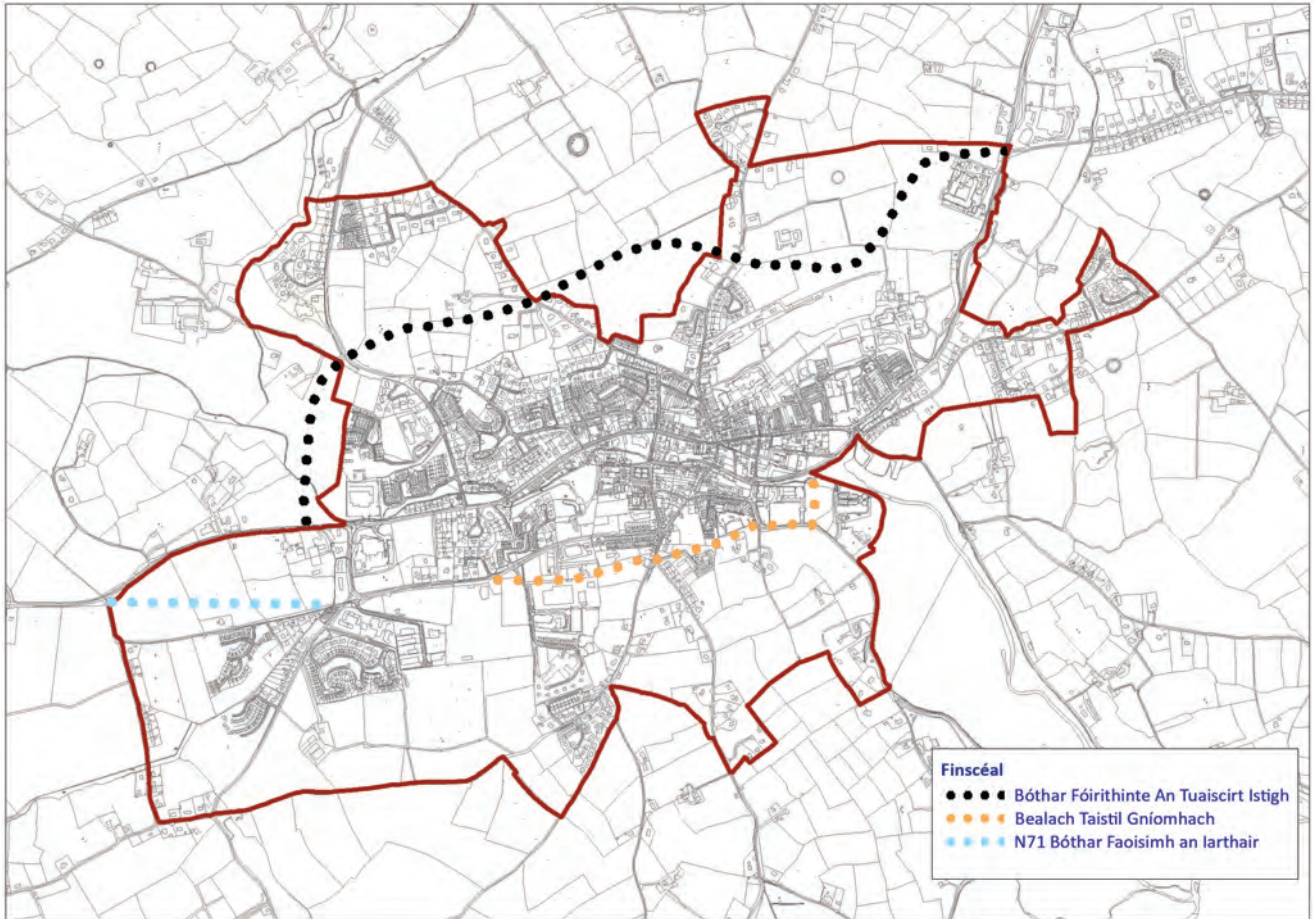 Finscéal
Bóthar Fóirithinte An Tuaiscirt Istigh
Bealach Taistil Gníomhach
N71 Bóthar Faoisimh an Iarthair